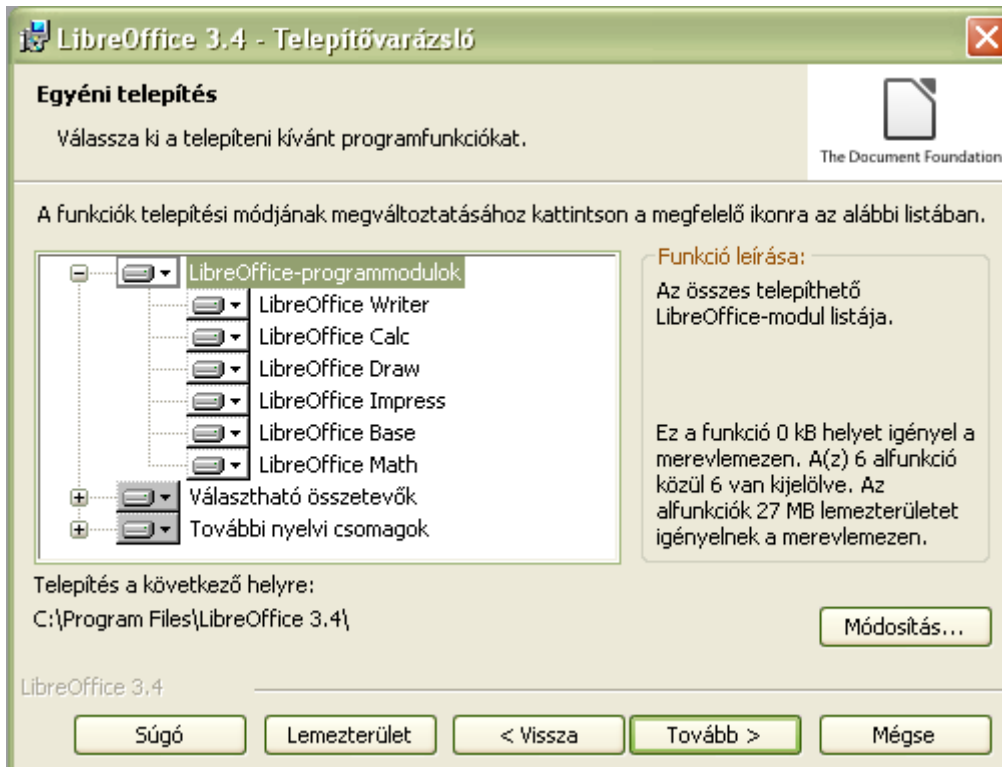 LibreOffice 3.4 - Telepítővarázsló
Egyéni telepítés
Válassza ki a telepíteni kívánt programfunkciókat.
The Document Foundation
A funkciók telepítési módjának megváltoztatásához kattintson a megfelelő ikonra az alábbi listában.
LibreOffice-programmodulok
LibreOffice Writer
LibreOffice Calc
LibreOffice Draw
LibreOffice Impress
LibreOffice Base
LibreOffice Math
Választható összetevők
További nyelvi csomagok
Funkció leírása:
Az összes telepíthető
LibreOffice-modul listája.
Ez a funkció 0 kB helyet igényel a
merevlemezen. A(z) 6 alfunkció
közül 6 van kijelölve. Az
alfunkciók 27 MB lemezterületet
igényelnek a merevlemezen.
Telepítés a következő helyre:
C:\Program Files\LibreOffice 3.4\
Módosítás...
LibreOffice 3.4
Súgó
Lemezterület
< Vissza
Tovább >
Mégse